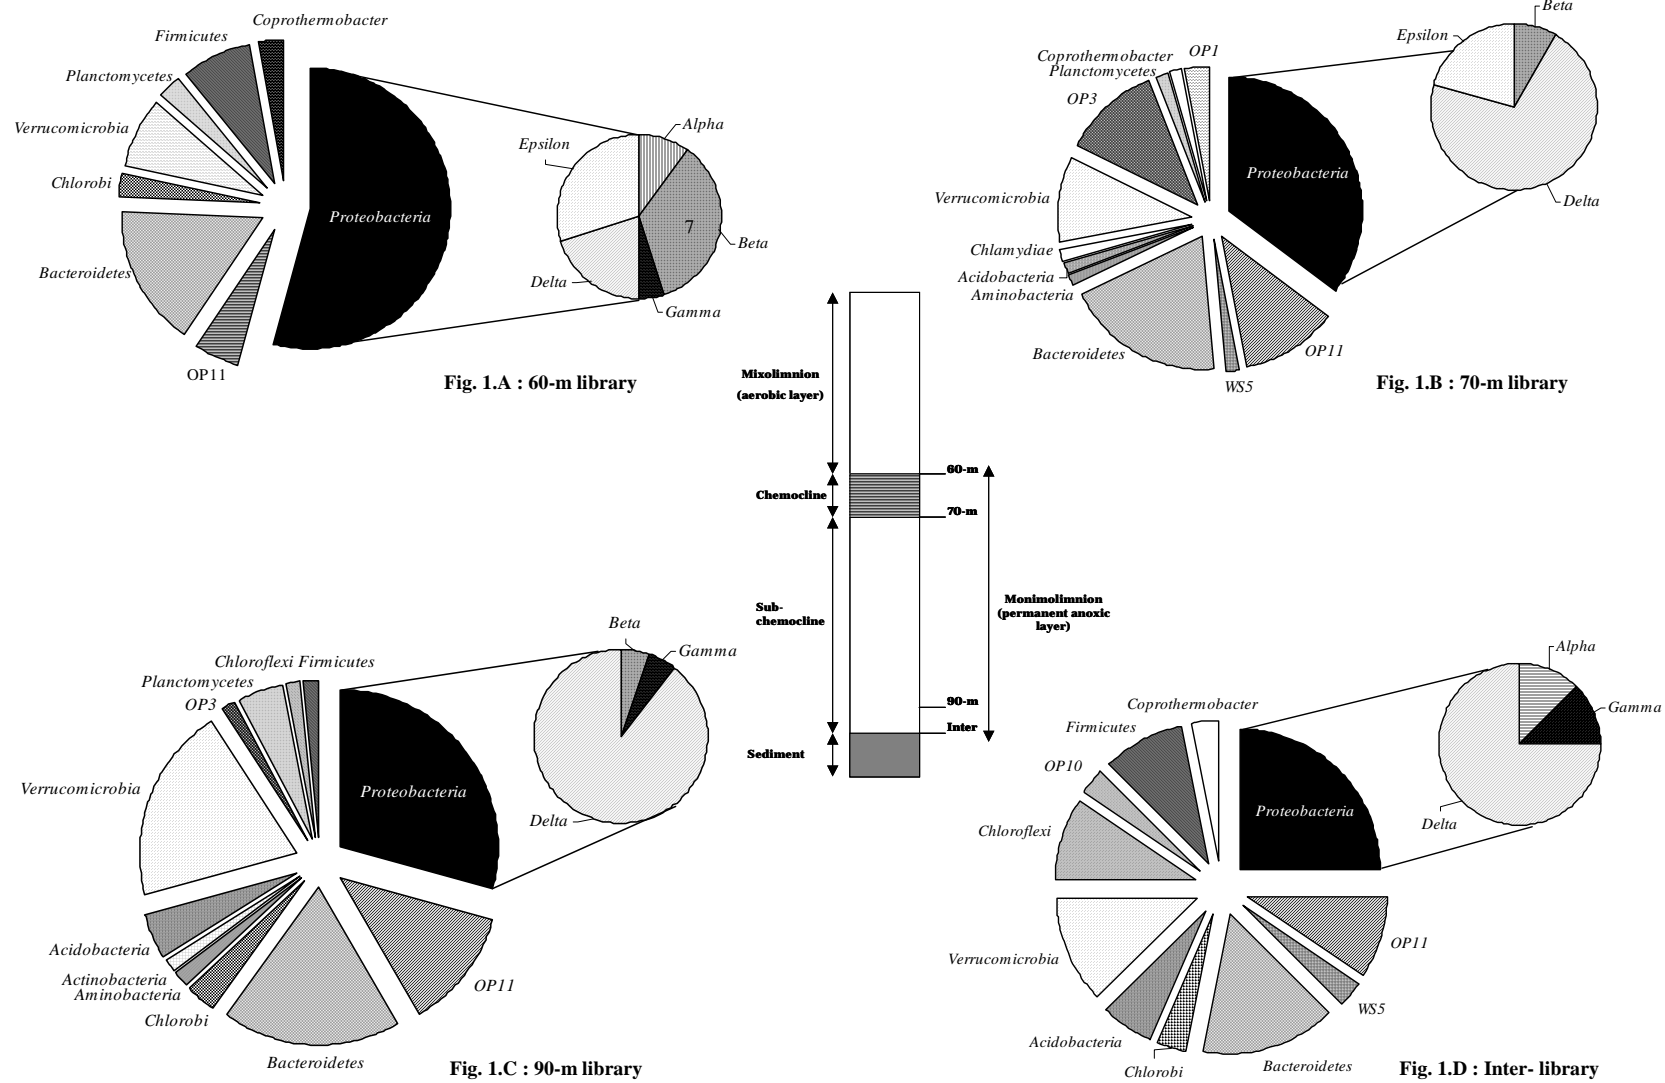 Coprothermobacter
Firmicutes
Planctomycetes
Verrucomicrobia
Chlorobi
Bacteroidetes
OP11
Proteobacteria
Epsilon
Alpha
7
Beta
Delta
Gamma
Fig. 1.A : 60-m library
Beta
Epsilon
Coprothermobacter
OP1
Planctomycetes
OP3
Verrucomicrobia
Chlamydiae
Acidobacteria
Aminobacteria
Bacteroidetes
WS5
OP11
Proteobacteria
Delta
Fig. 1.B : 70-m library
Mixolimnion
(aerobic layer)
60-m
Chemocline
70-m
Sub-
chemocline
Monimolimnion
(permanent anoxic
layer)
90-m
Inter
Sediment
Chloroflexi Firmicutes
Planctomycetes
OP3
Verrucomicrobia
Acidobacteria
Actinobacteria
Aminobacteria
Chlorobi
Bacteroidetes
OP11
Proteobacteria
Beta
Gamma
Delta
Fig. 1.C : 90-m library
Coprothermobacter
Firmicutes
OP10
Chloroflexi
Verrucomicrobia
Acidobacteria
Chlorobi
Bacteroidetes
WS5
OP11
Proteobacteria
Alpha
Gamma
Delta
Fig. 1.D : Inter- library